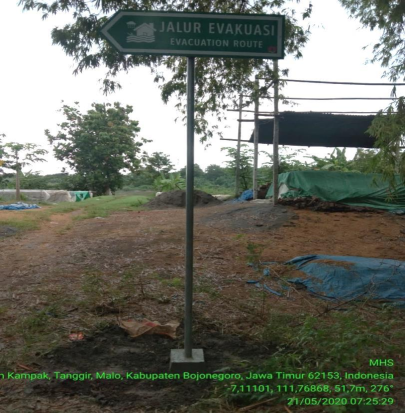 JALUR EVAKUASI
EVACUATION ROUTE
MHS
n Kampak, Tanggir, Malo, Kabupaten Bojonegoro, Jawa Timur 62153, Indonesia
-7,11101, 111,76868, 51,7m, 276°
21/05/2020 07:25:29